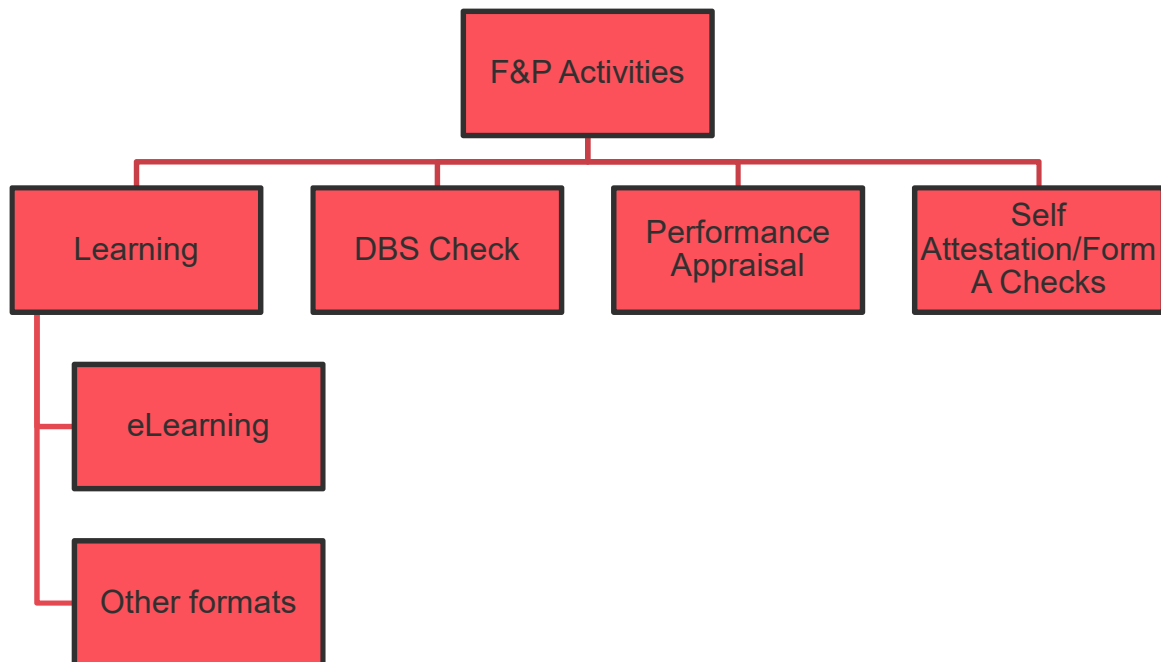 F&P Activities
Learning
DBS Check
Performance
Appraisal
Self
Attestation/Form
A Checks
eLearning
Other formats